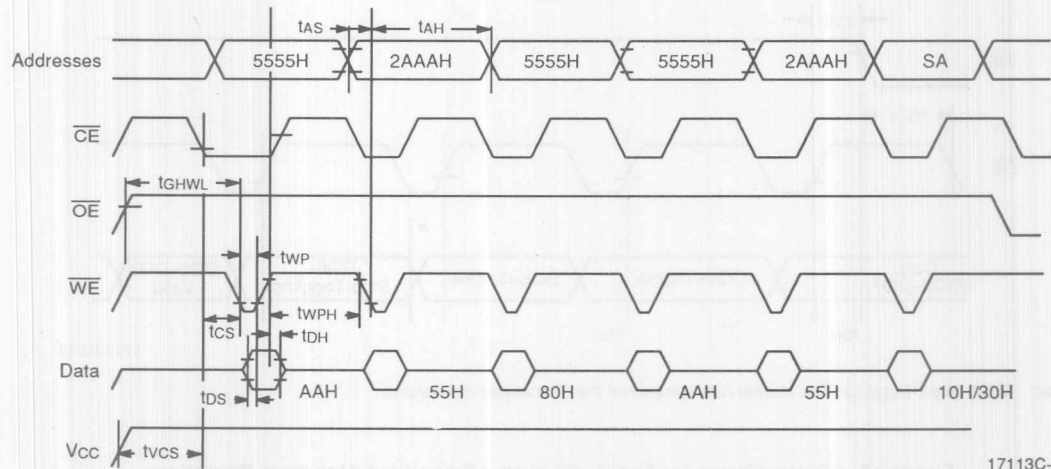 tAS
tAH
Addresses
5555H
2AAAH
5555H
5555H
2AAAH
SA
CE
tGHWL
OE
tWP
WE
tWPH
tCS
tDH
Data
AAH
55H
80H
AAH
55H
10H/30H
tDS
VCC
tVCS
17113C-